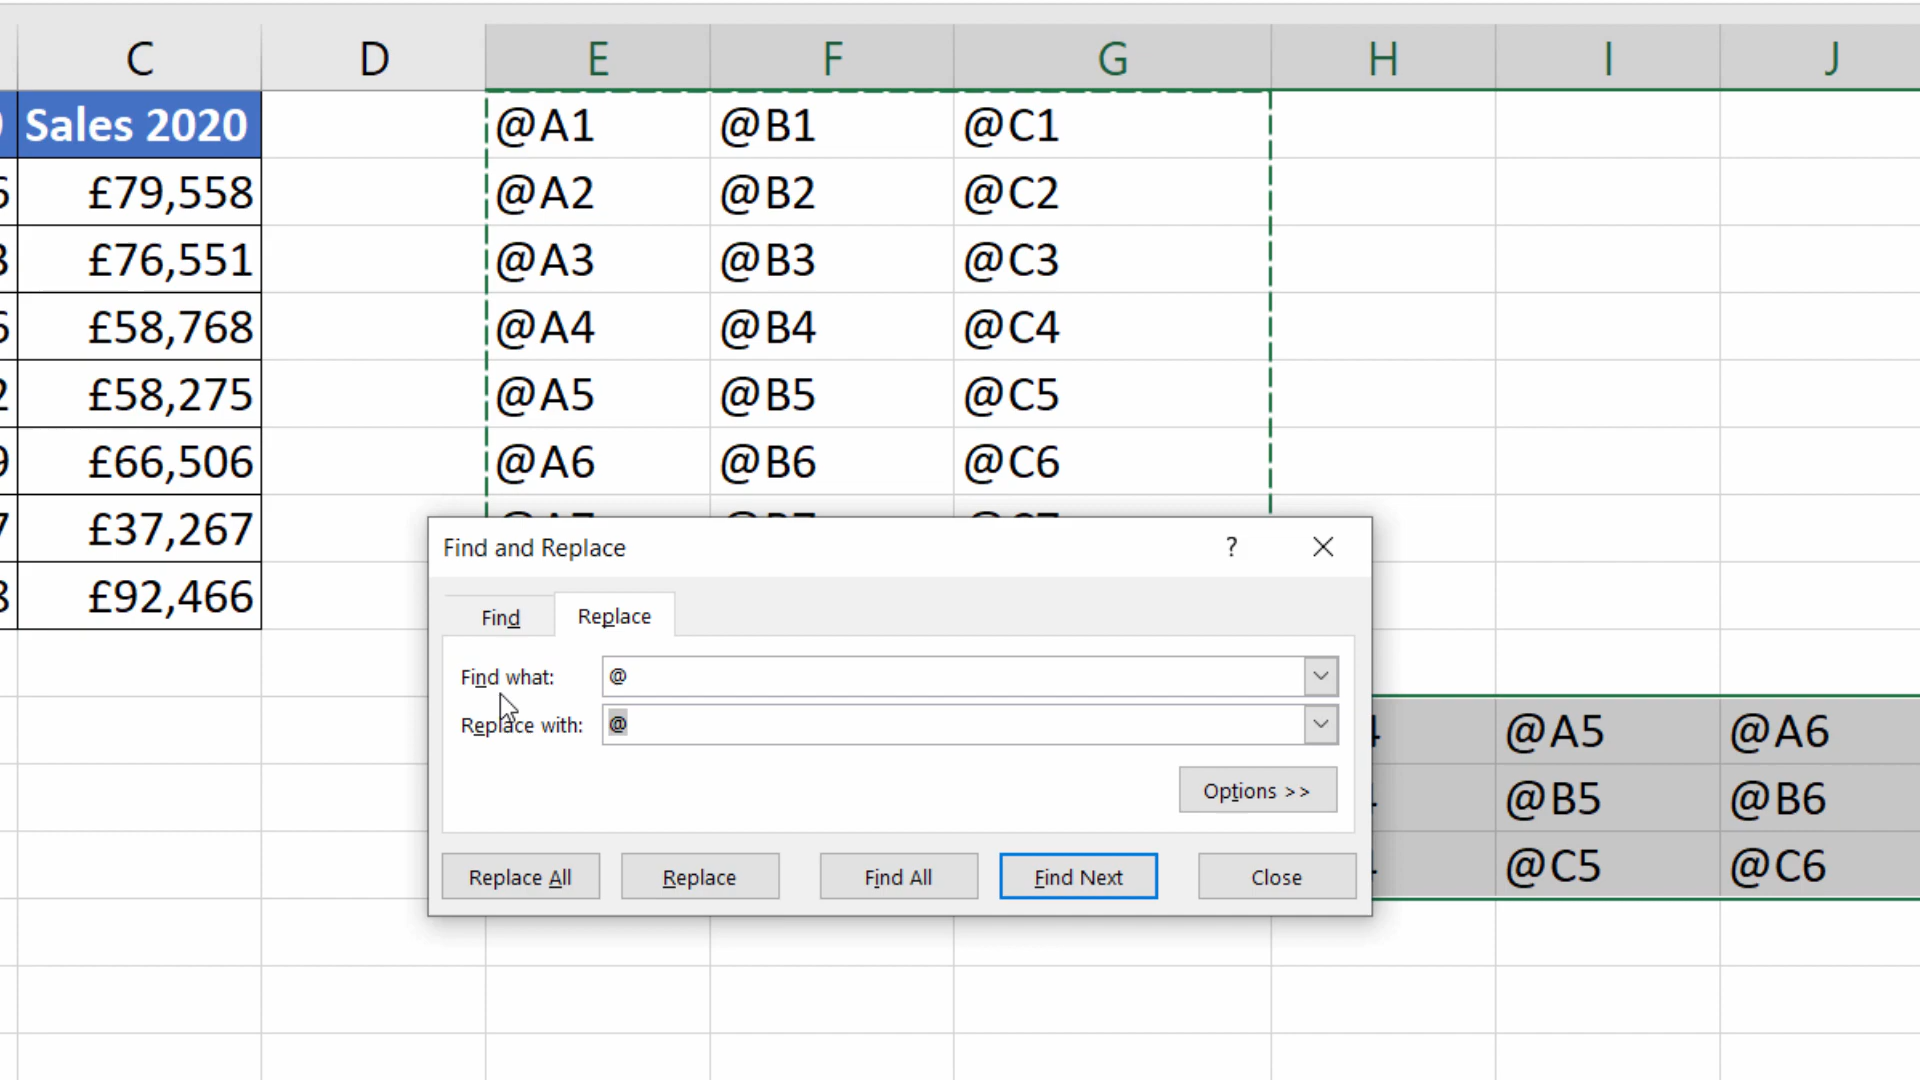 C D E F G H I J
Sales 2020 @A1 @B1 @C1
£79,558 @A2 @B2 @C2
£76,551 @A3 @B3 @C3
£58,768 @A4 @B4 @C4
£58,275 @A5 @B5 @C5
£66,506 @A6 @B6 @C6
£37,267
£92,466
Find and Replace ?
Find Replace
Find what: @
Replace with: @
Options >>
Replace All Replace Find All Find Next Close
@A5 @A6
@B5 @B6
@C5 @C6